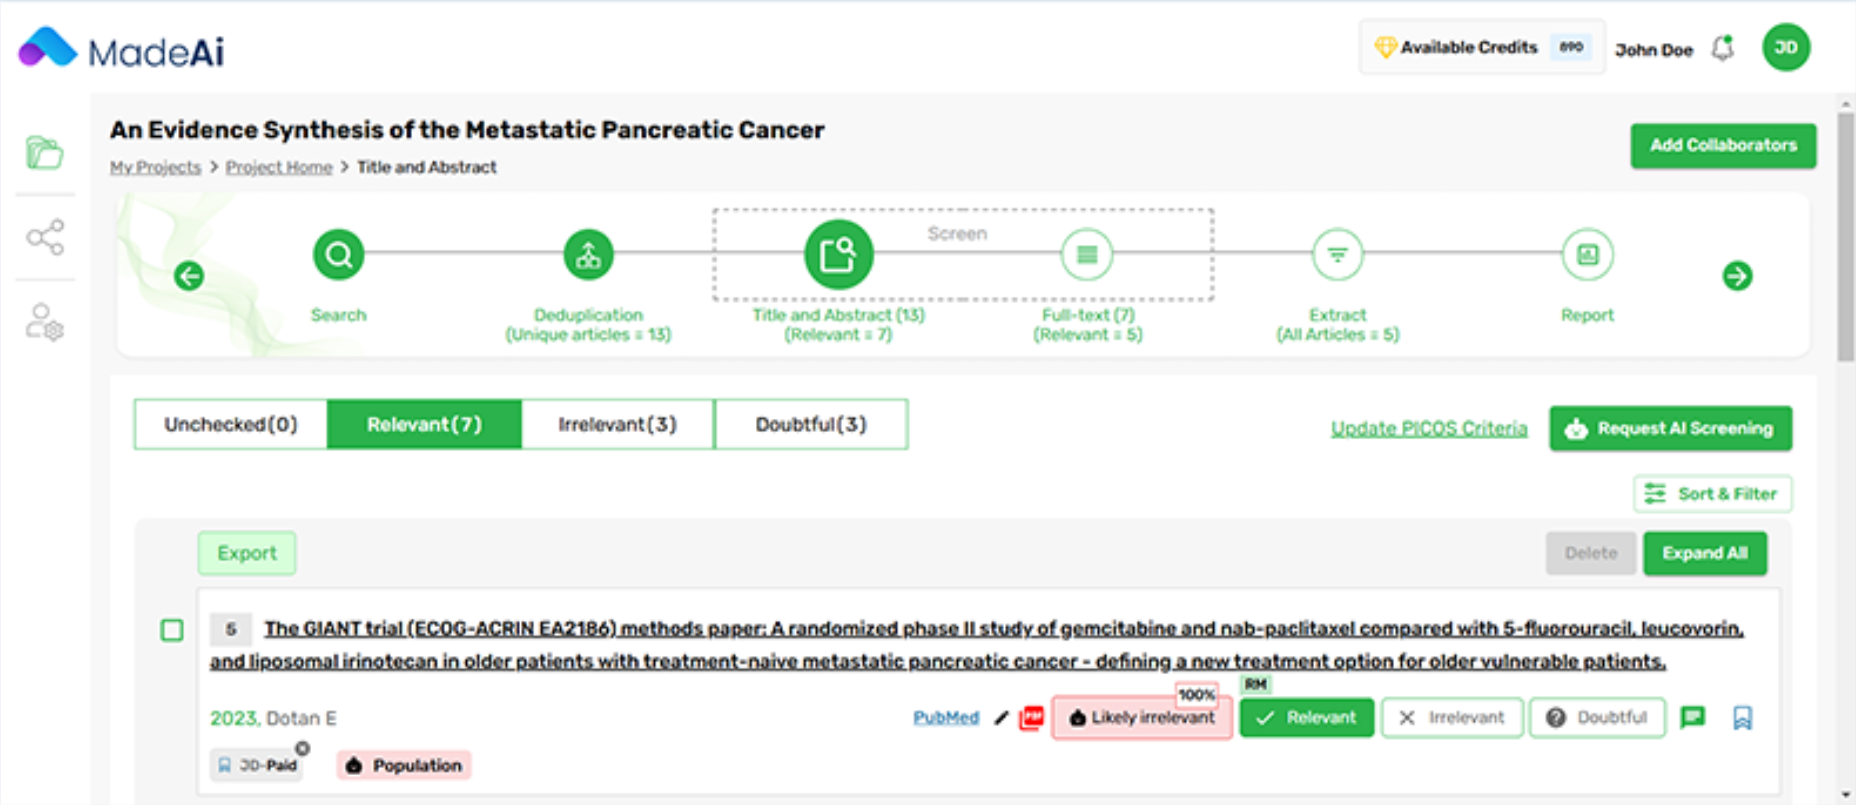 MadeAi
Available Credits 890 John Doe JD
An Evidence Synthesis of the Metastatic Pancreatic Cancer
Add Collaborators
My Projects > Project Home > Title and Abstract
Screen
Search
Deduplication
(Unique articles = 13)
Title and Abstract (13)
(Relevant = 7)
Full-text (7)
(Relevant = 5)
Extract
(All Articles = 5)
Report
Unchecked(0) Relevant(7) Irrelevant(3) Doubtful(3)
Update PICOS Criteria Request AI Screening
Sort & Filter
Export Delete Expand All
5 The GIANT trial (ECOG-ACRIN EA2186) methods paper: A randomized phase II study of gemcitabine and nab-paclitaxel compared with 5-fluorouracil, leucovorin,
and liposomal irinotecan in older patients with treatment-naive metastatic pancreatic cancer - defining a new treatment option for older vulnerable patients.
100% RM
2023, Dotan E PubMed PDF Likely irrelevant Relevant Irrelevant Doubtful
JD-Paid Population